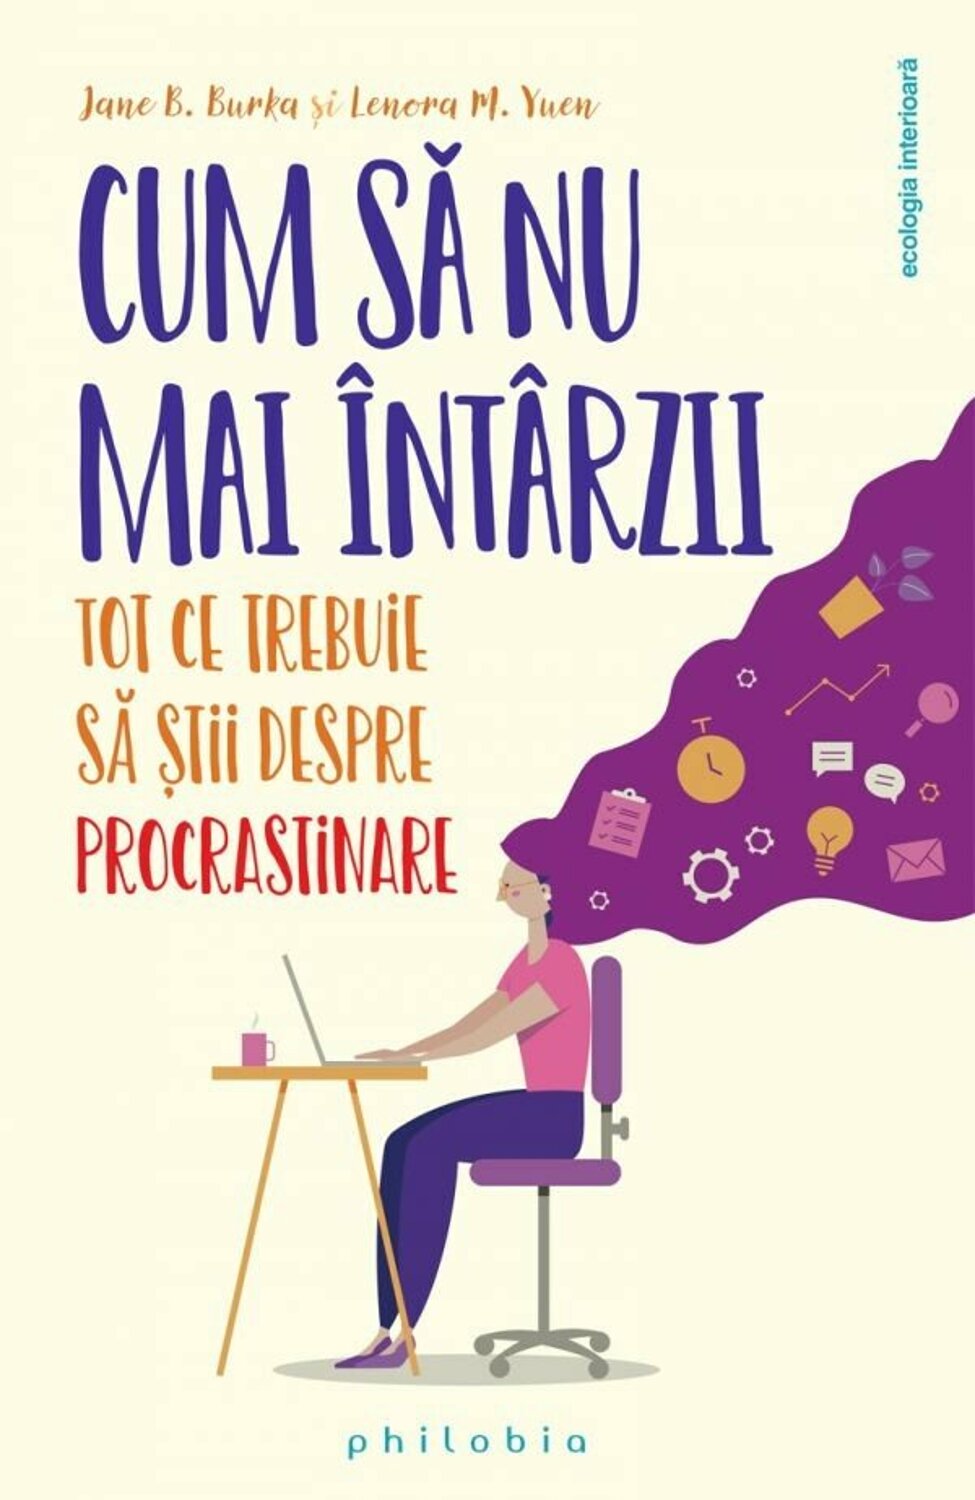 Jane B. Burka și Lenora M. Yuen
ecologia interioară
CUM SĂ NU
MAI ÎNTÂRZII
TOT CE TREBUIE
SĂ ȘTII DESPRE
PROCRASTINARE
philobia